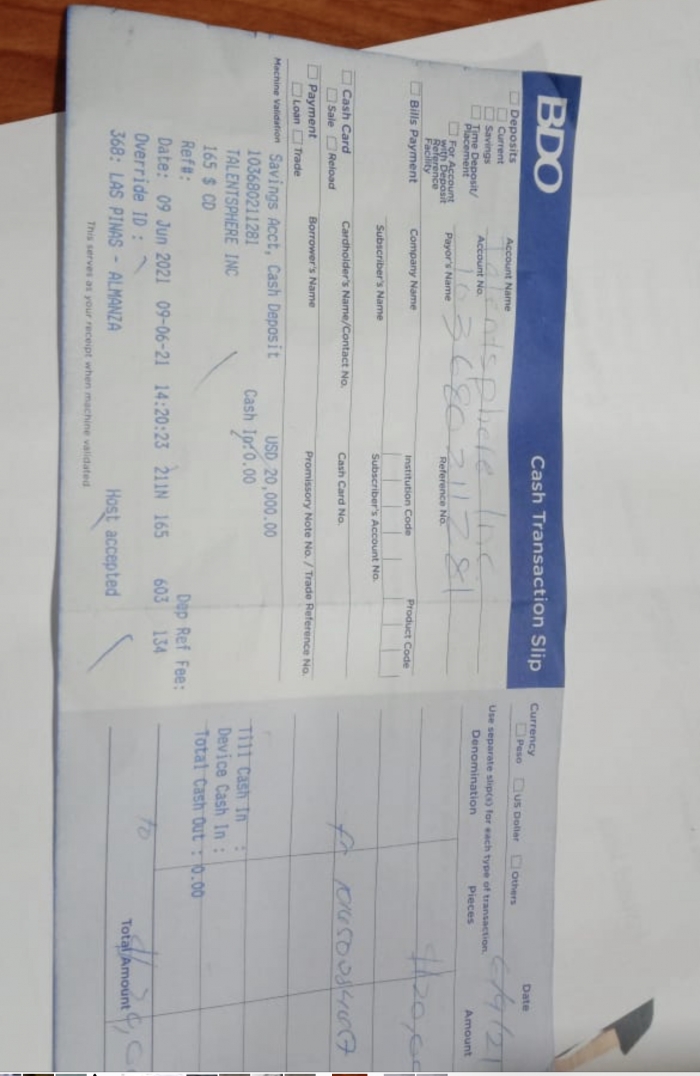 BDO
Cash Transaction Slip
Deposits
Current
Savings
Time Deposit/
Placement
For Account
with Deposit
Reference
Facility
Account Name
Talentsphere Inc
Account No.
103680211281
Payor's Name
Reference No.
Bills Payment
Company Name
Institution Code
Product Code
Subscriber's Name
Subscriber's Account No.
Cash Card
Sale
Reload
Cardholder's Name/Contact No.
Cash Card No.
Payment
Loan
Trade
Borrower's Name
Promissory Note No. / Trade Reference No.
Machine Validation
Savings Acct, Cash Deposit USD 20,000.00
103680211281 Cash In: 0.00
TALENTSPHERE INC
165 $ CD
Ref#: Dep Ref Fee:
Date: 09 Jun 2021 09-06-21 14:20:23 211N 165 603 134
Override ID :
368: LAS PINAS - ALMANZA Host accepted
This serves as your receipt when machine validated
Currency
Date
Peso
US Dollar
Others
6/9/21
Use separate slip(s) for each type of transaction.
Denomination
Pieces
Amount
Till Cash In :
Device Cash In :
Total Cash Out : 0.00
to
Total Amount